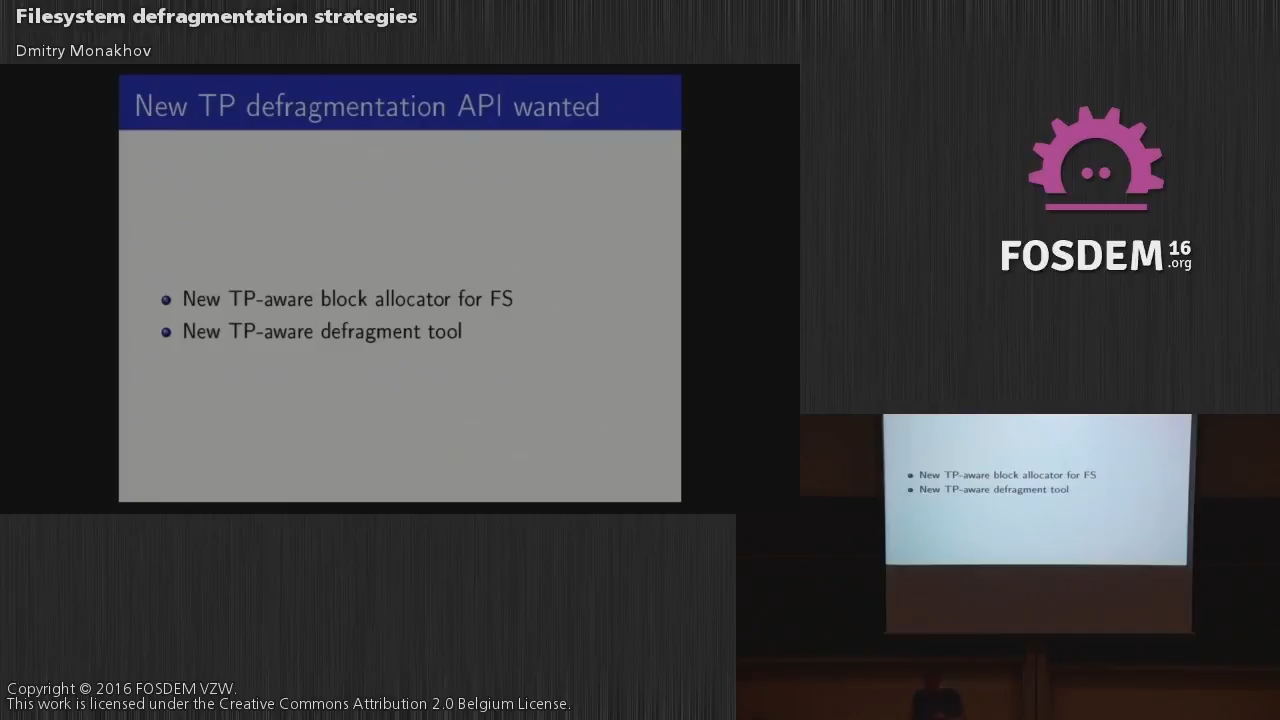 Filesystem defragmentation strategies
Dmitry Monakhov
New TP defragmentation API wanted
New TP-aware block allocator for FS
New TP-aware defragment tool
FOSDEM 16 .org
New TP-aware block allocator for FS
New TP-aware defragment tool
Copyright © 2016 FOSDEM VZW.
This work is licensed under the Creative Commons Attribution 2.0 Belgium License.